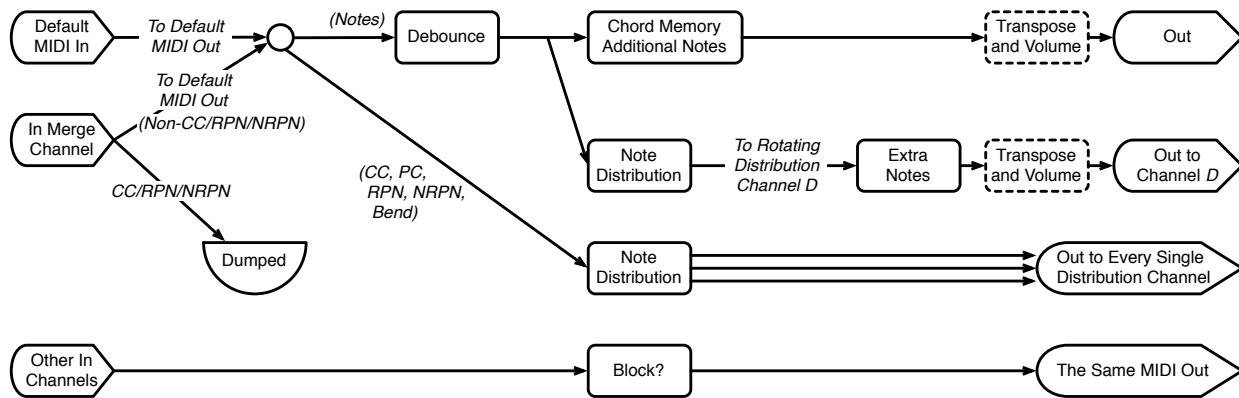 Default
MIDI In
To Default
MIDI Out
(Notes)
Debounce
Chord Memory
Additional Notes
Transpose
and Volume
Out
To Default
MIDI Out
(Non-CC/RPN/NRPN)
In Merge
Channel
CC/RPN/NRPN
Dumped
(CC, PC,
RPN, NRPN,
Bend)
Note
Distribution
To Rotating
Distribution
Channel D
Extra
Notes
Transpose
and Volume
Out to
Channel D
Note
Distribution
Out to Every Single
Distribution Channel
Other In
Channels
Block?
The Same MIDI Out